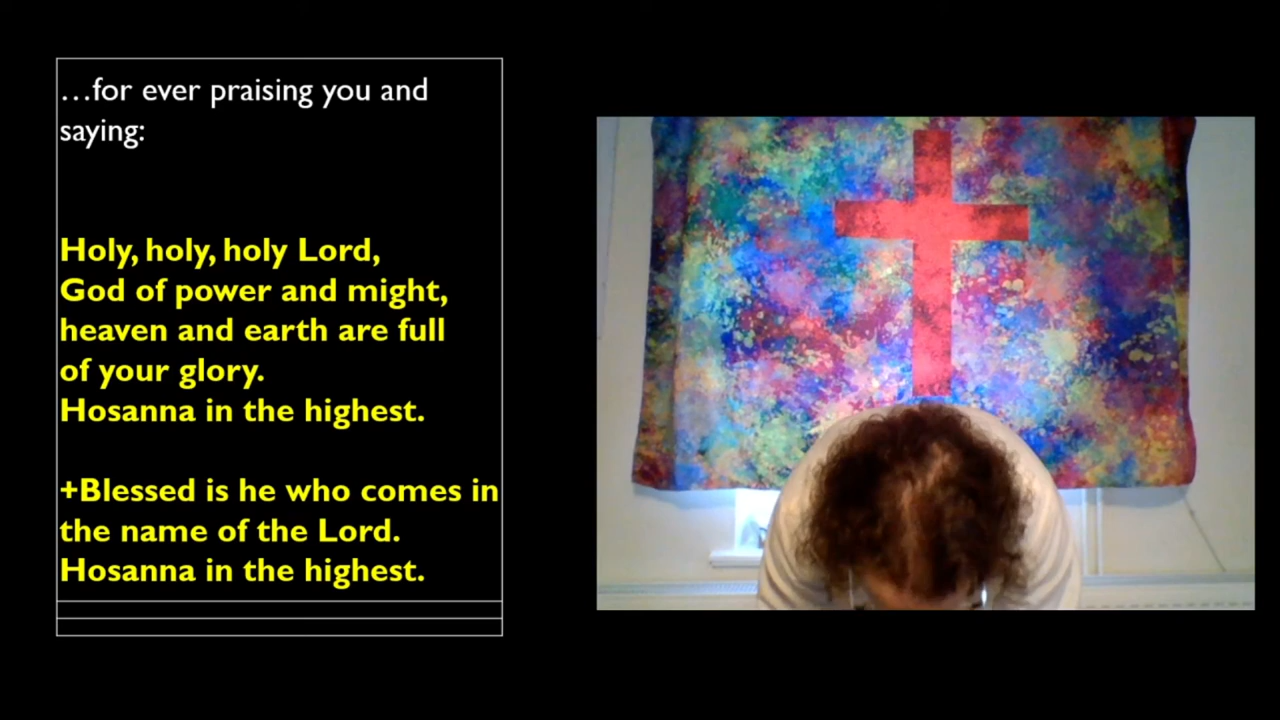 …for ever praising you and
saying:
Holy, holy, holy Lord,
God of power and might,
heaven and earth are full
of your glory.
Hosanna in the highest.
+Blessed is he who comes in
the name of the Lord.
Hosanna in the highest.